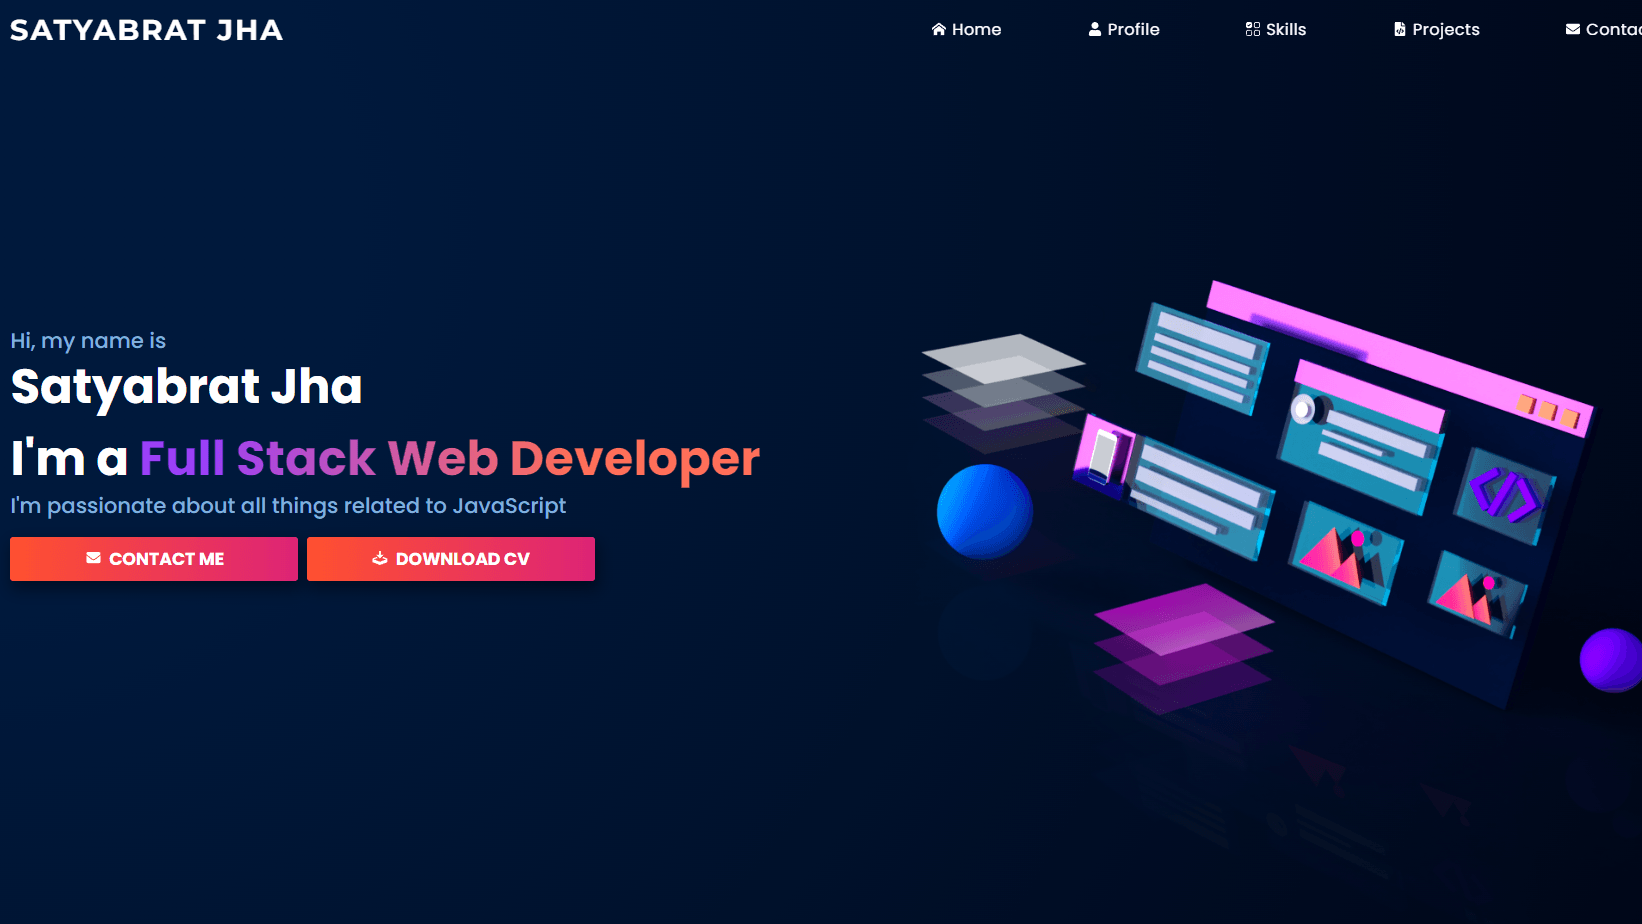 SATYABRAT JHA
Home Profile Skills Projects Contac
Hi, my name is
Satyabrat Jha
I'm a Full Stack Web Developer
I'm passionate about all things related to JavaScript
CONTACT ME DOWNLOAD CV